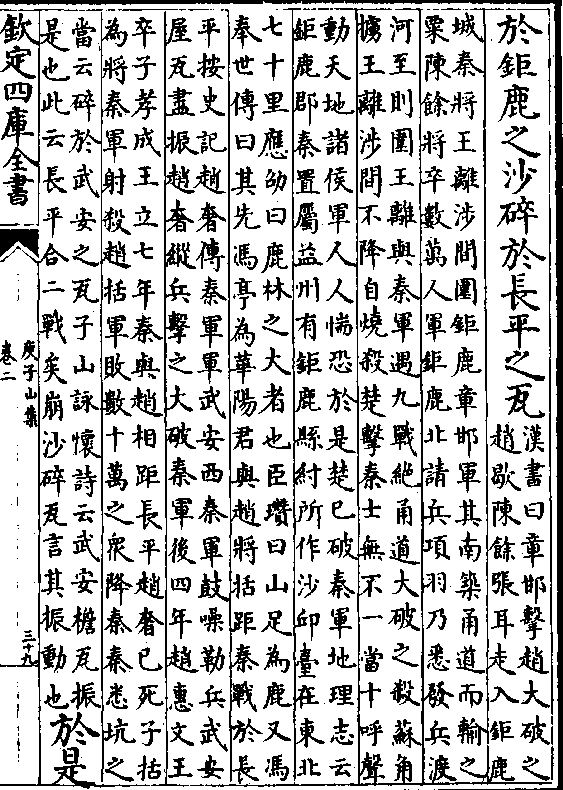 於鉅鹿之沙碎於長平之瓦
漢書曰章邯擊趙大破之
趙歇陳餘張耳走入鉅鹿
城秦將王離涉間圍鉅鹿章邯軍其南築甬道而輸之
粟陳餘將卒數萬人軍鉅鹿北請兵項羽乃悉發兵渡
河至則圍王離與秦軍遇九戰絶甬道大破之殺蘇角
擄王離涉間不降自燒殺楚擊秦士無不一當十呼聲
動天地諸侯軍人人惴恐於是楚已破秦軍地理志云
鉅鹿郡秦置屬益州有鉅鹿縣紂所作沙邱臺在東北
七十里應劭曰鹿林之大者也臣瓚曰山足為鹿又馮
奉世傳曰其先馮亭為華陽君與趙將括距秦戰於長
平按史記趙奢傳秦軍軍武安西秦軍鼓噪勒兵武安
屋瓦盡振趙奢縱兵擊之大破秦軍後四年趙惠文王
卒子孝成王立七年秦與趙相距長平趙奢已死子括
為將秦軍射殺趙括軍敗數十萬之衆降秦秦悉坑之
當云碎於武安之瓦子山詠懷詩云武安檐瓦振
是也此云長平合二戰矣崩沙碎瓦言其振動也
於是
欽定四庫全書
庾子山集
卷二
三十九